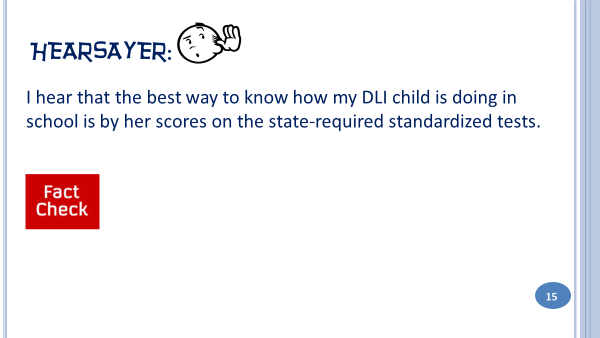 HEARSAYER:
I hear that the best way to know how my DLI child is doing in
school is by her scores on the state-required standardized tests.
Fact
Check
15